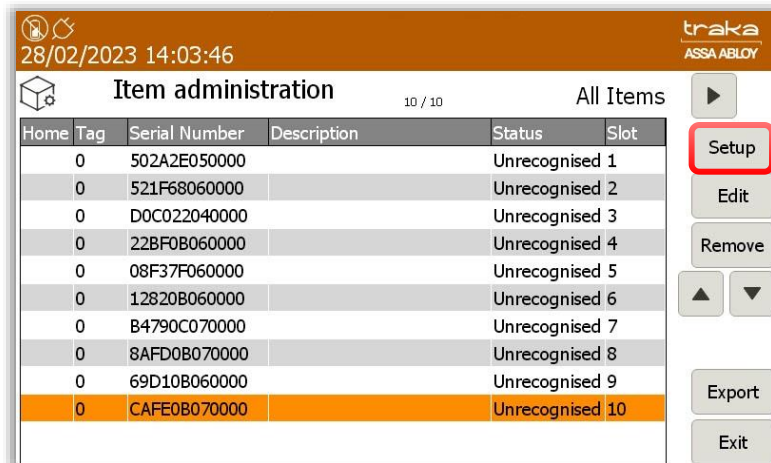 traka
28/02/2023 14:03:46 ASSA ABLOY
Item administration 10 / 10 All Items
Home Tag Serial Number Description Status Slot
Setup
0 502A2E050000 Unrecognised 1
0 521F68060000 Unrecognised 2
Edit
0 D0C022040000 Unrecognised 3
0 22BF0B060000 Unrecognised 4
Remove
0 08F37F060000 Unrecognised 5
0 12820B060000 Unrecognised 6
0 B4790C070000 Unrecognised 7
0 8AFD0B070000 Unrecognised 8
0 69D10B060000 Unrecognised 9
Export
0 CAFE0B070000 Unrecognised 10
Exit